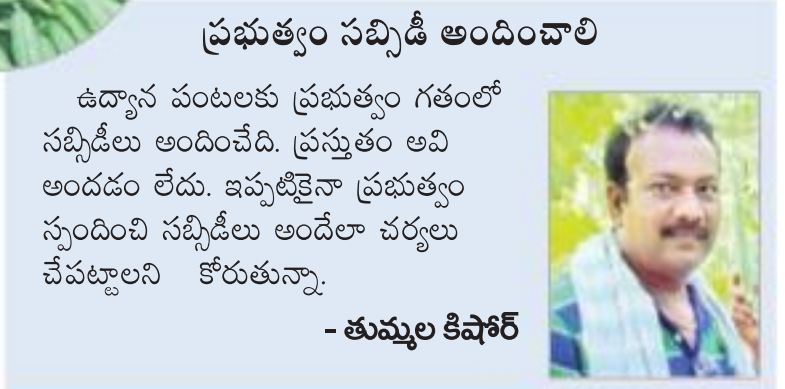 ప్రభుత్వం సబ్సిడీ అందించాలి
ఉద్యాన పంటలకు ప్రభుత్వం గతంలో
సబ్సిడీలు అందించేది. ప్రస్తుతం అవి
అందడం లేదు. ఇప్పటికైనా ప్రభుత్వం
స్పందించి సబ్సిడీలు అందేలా చర్యలు
చేపట్టాలని కోరుతున్నా.
- తుమ్మల కిషోర్